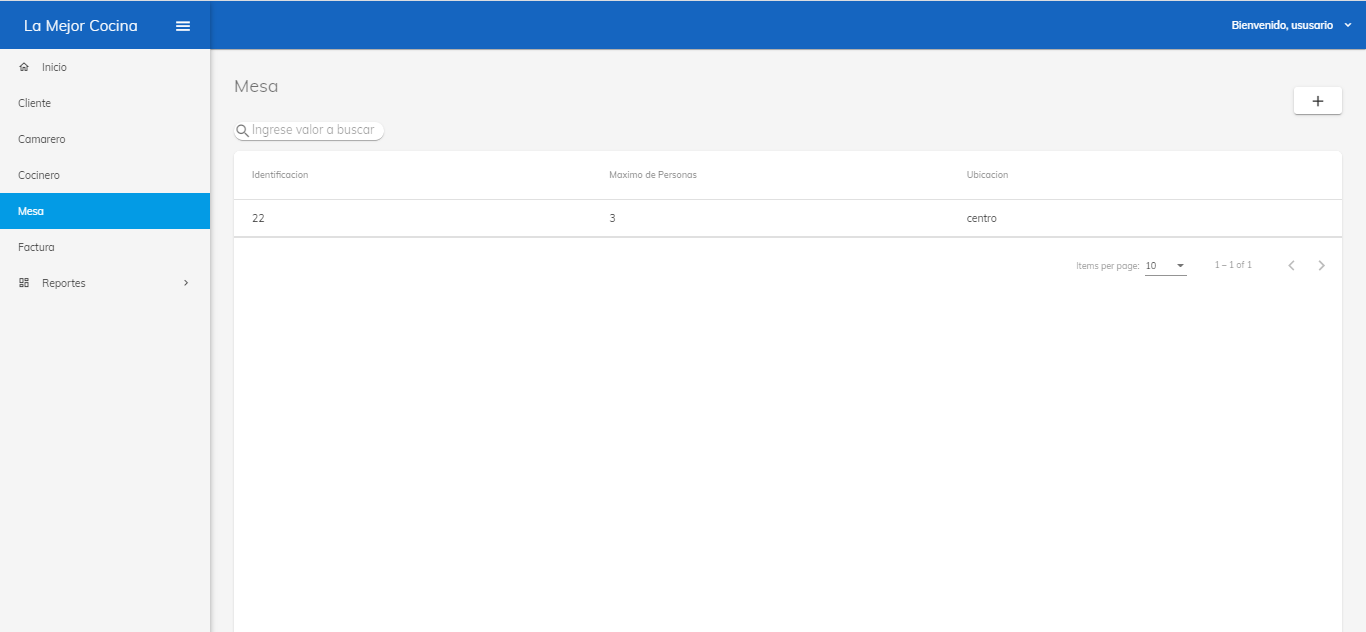 La Mejor Cocina
Bienvenido, ususario
Inicio
Cliente
Camarero
Cocinero
Mesa
Factura
Reportes
Mesa
+
Ingrese valor a buscar
Identificacion Maximo de Personas Ubicacion
22 3 centro
Items per page: 10 1 – 1 of 1